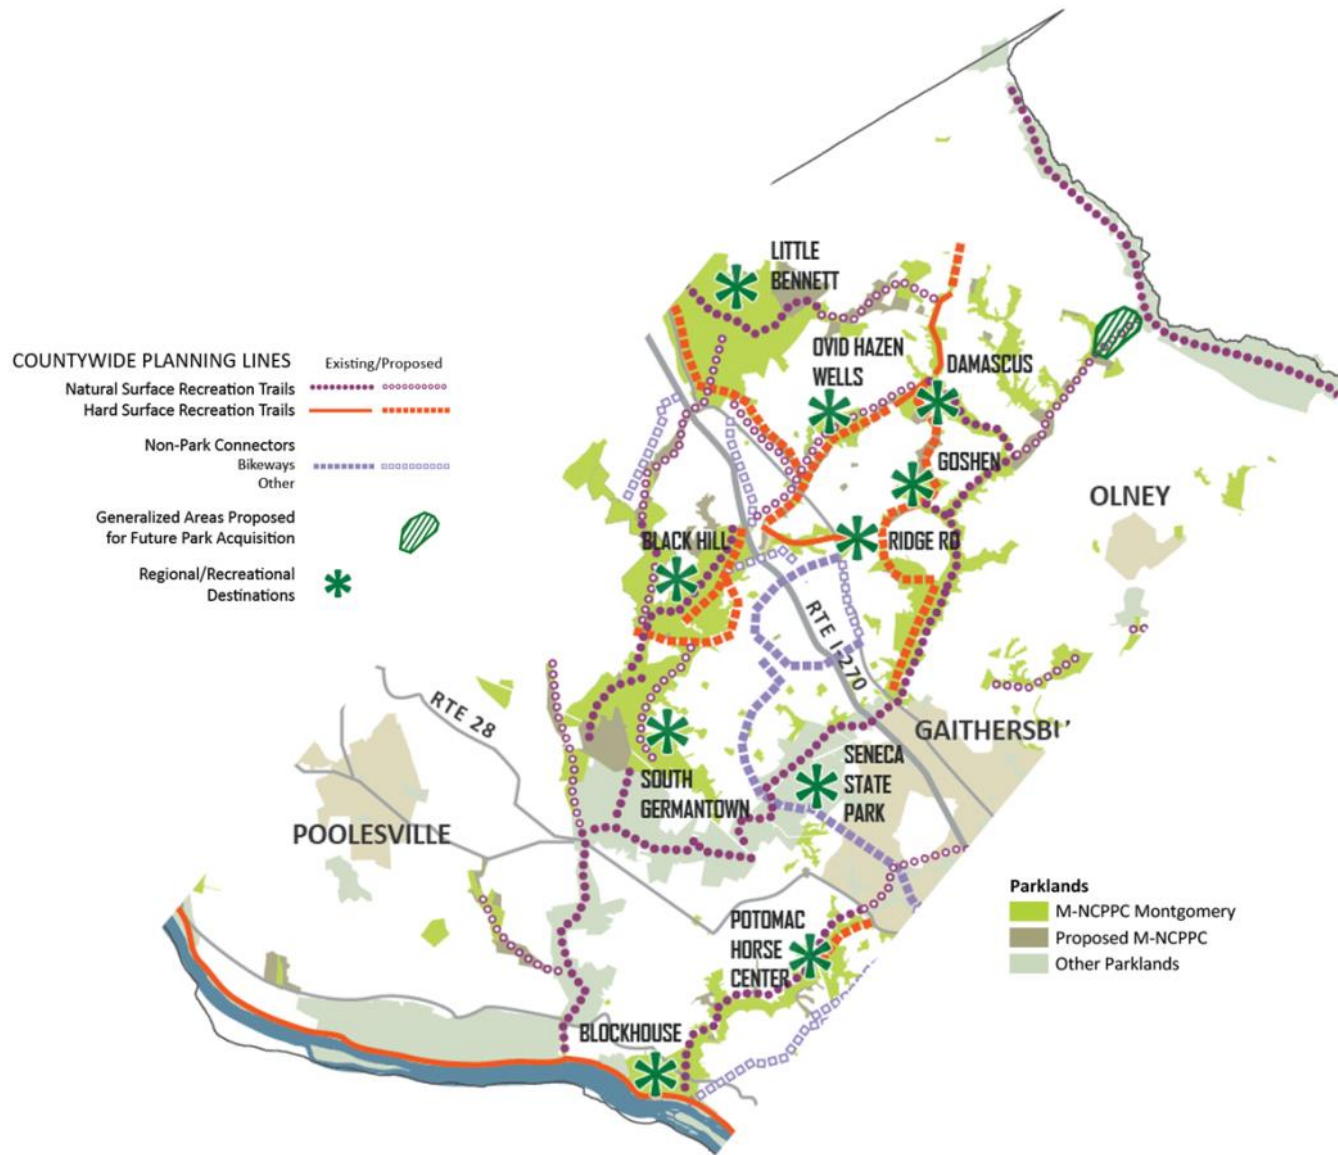 LITTLE
BENNETT
OVID HAZEN
WELLS
DAMASCUS
COUNTYWIDE PLANNING LINES
Existing/Proposed
Natural Surface Recreation Trails
Hard Surface Recreation Trails
Non-Park Connectors
Bikeways
Other
Generalized Areas Proposed
for Future Park Acquisition
Regional/Recreational
Destinations
GOSHEN
OLNEY
BLACK HILL
RIDGE RD
RTE I-270
RTE 28
GAITHERSBU
SENECA
STATE
PARK
SOUTH
GERMANTOWN
POOLESVILLE
Parklands
M-NCPPC Montgomery
Proposed M-NCPPC
Other Parklands
POTOMAC
HORSE
CENTER
BLOCKHOUSE